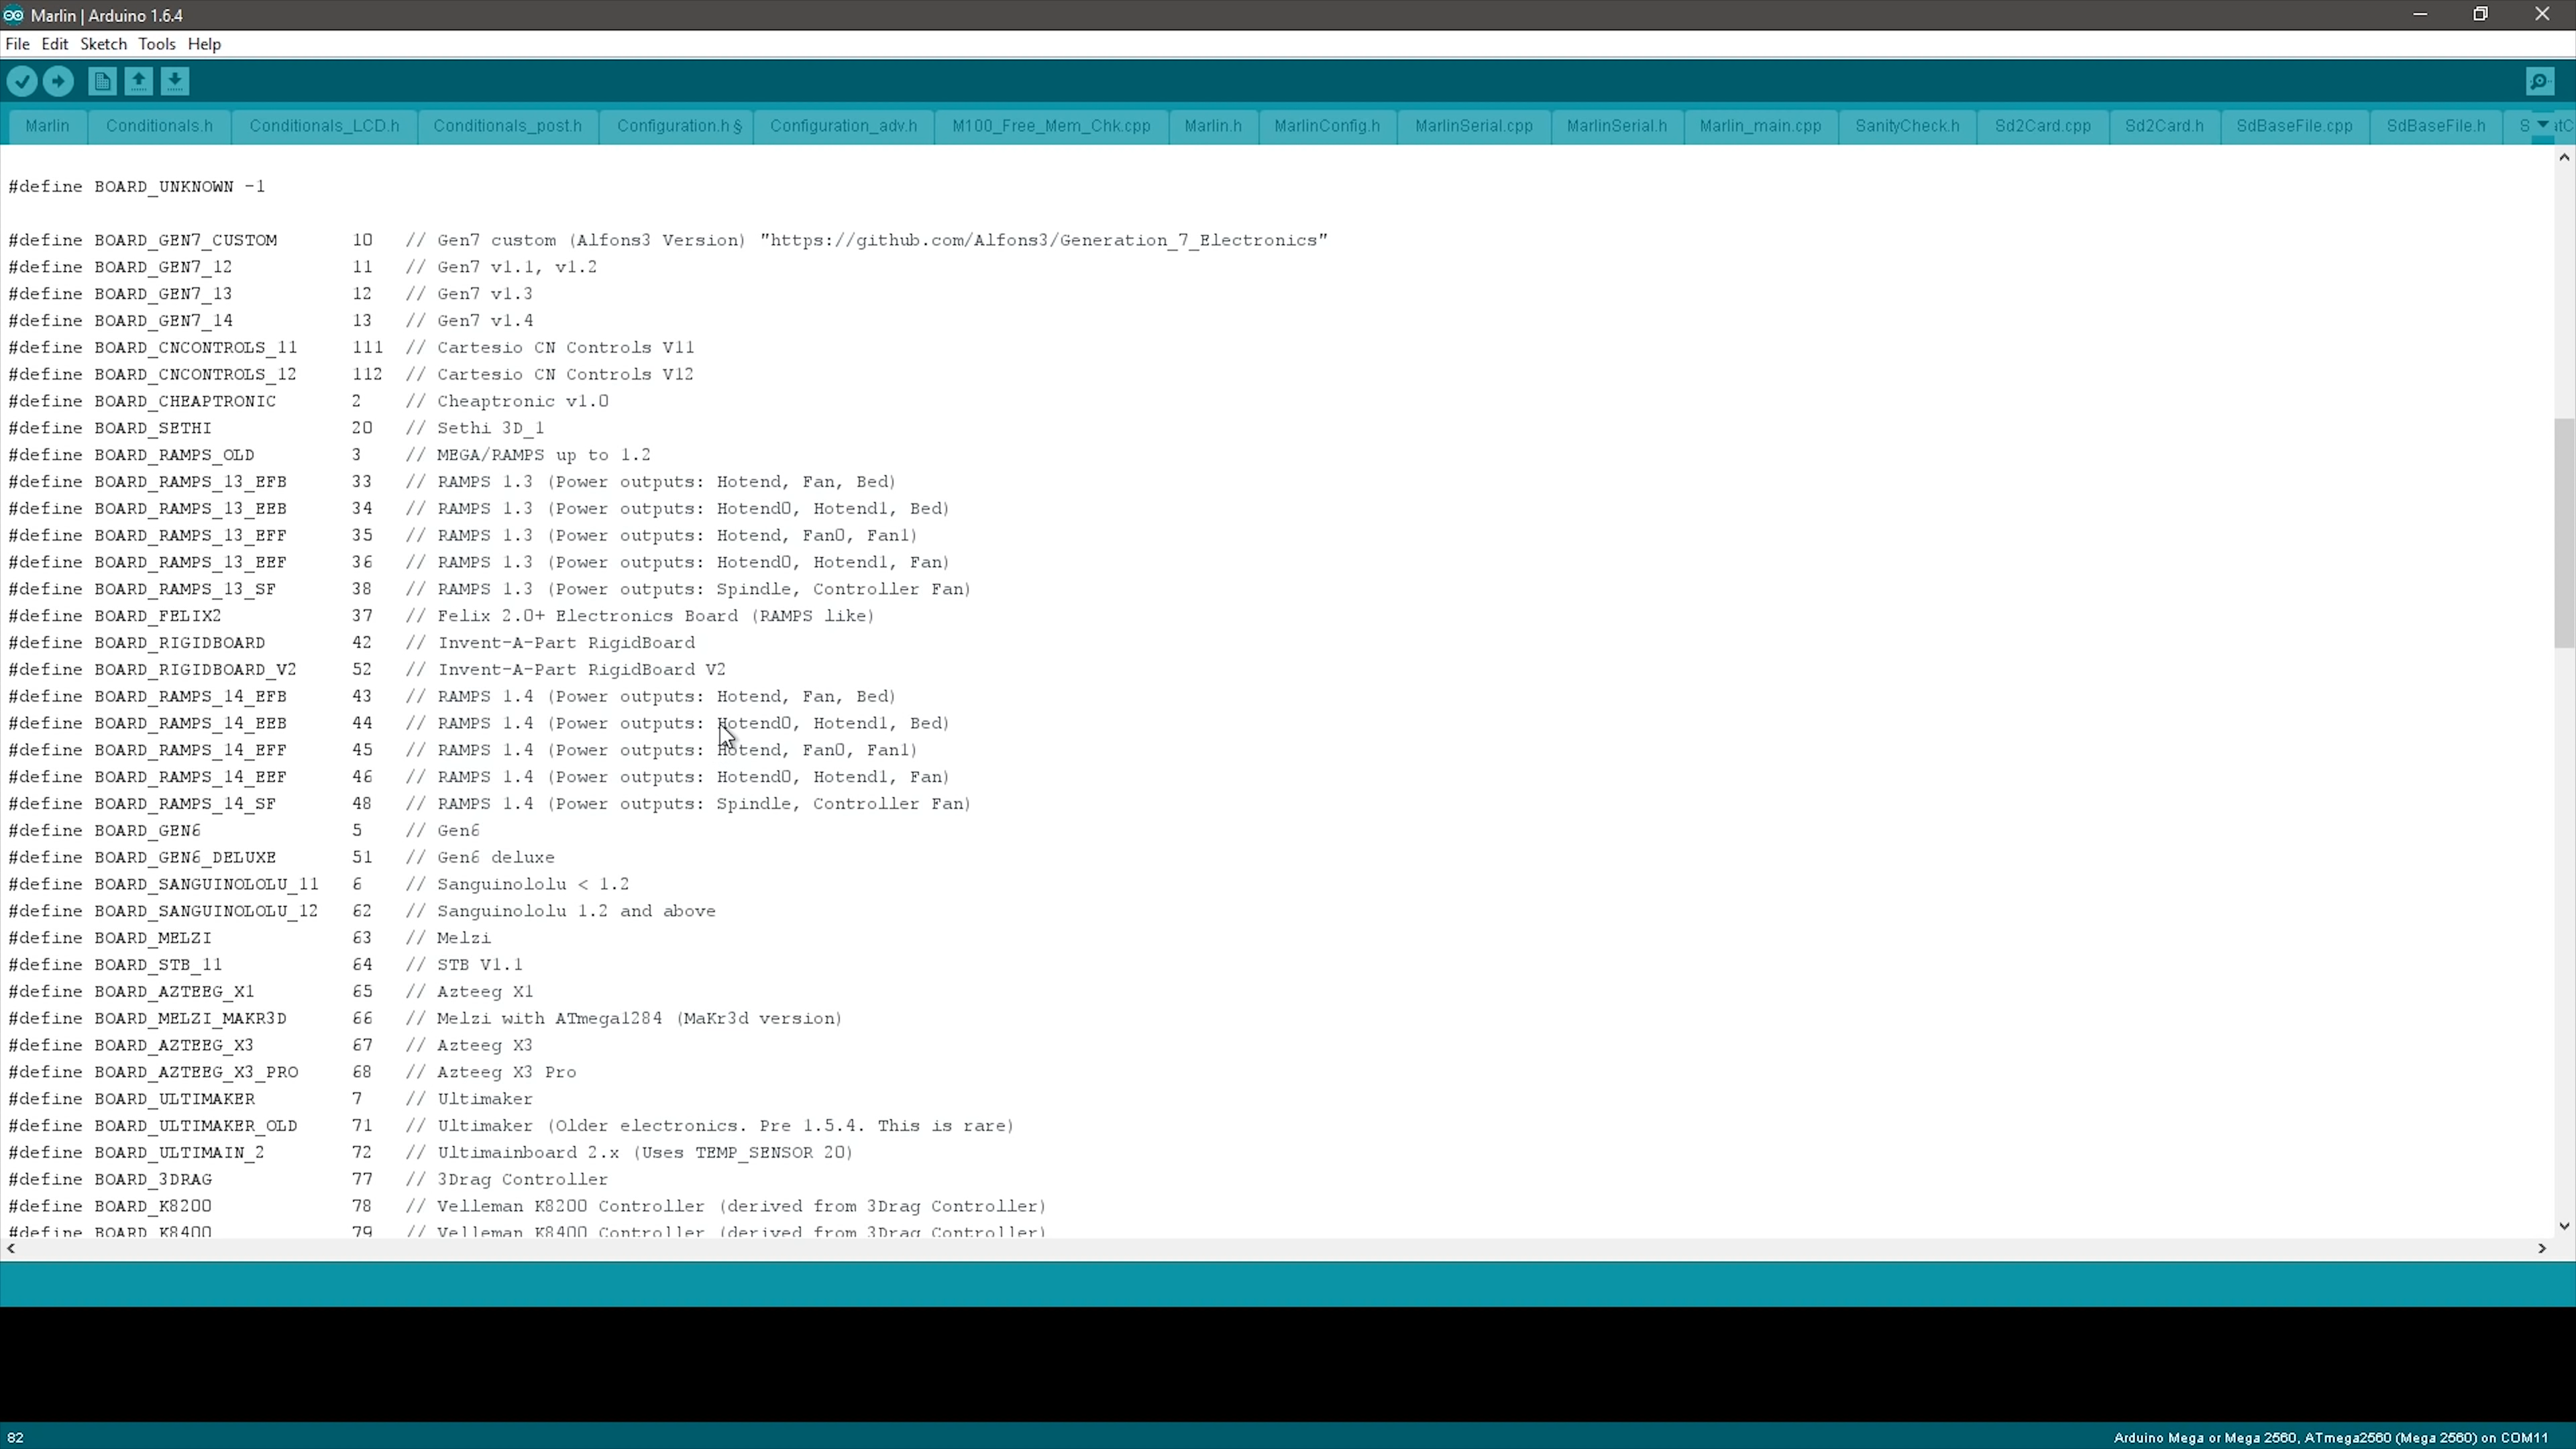 Marlin | Arduino 1.6.4
File Edit Sketch Tools Help
Marlin Conditionals.h Conditionals_LCD.h Conditionals_post.h Configuration.h § Configuration_adv.h M100_Free_Mem_Chk.cpp Marlin.h MarlinConfig.h MarlinSerial.cpp MarlinSerial.h Marlin_main.cpp SanityCheck.h Sd2Card.cpp Sd2Card.h SdBaseFile.cpp SdBaseFile.h
#define BOARD_UNKNOWN -1
#define BOARD_GEN7_CUSTOM 10 // Gen7 custom (Alfons3 Version) "https://github.com/Alfons3/Generation_7_Electronics"
#define BOARD_GEN7_12 11 // Gen7 v1.1, v1.2
#define BOARD_GEN7_13 12 // Gen7 v1.3
#define BOARD_GEN7_14 13 // Gen7 v1.4
#define BOARD_CNCONTROLS_11 111 // Cartesio CN Controls V11
#define BOARD_CNCONTROLS_12 112 // Cartesio CN Controls V12
#define BOARD_CHEAPTRONIC 2 // Cheaptronic v1.0
#define BOARD_SETHI 20 // Sethi 3D_1
#define BOARD_RAMPS_OLD 3 // MEGA/RAMPS up to 1.2
#define BOARD_RAMPS_13_EFB 33 // RAMPS 1.3 (Power outputs: Hotend, Fan, Bed)
#define BOARD_RAMPS_13_EEB 34 // RAMPS 1.3 (Power outputs: Hotend0, Hotend1, Bed)
#define BOARD_RAMPS_13_EFF 35 // RAMPS 1.3 (Power outputs: Hotend, Fan0, Fan1)
#define BOARD_RAMPS_13_EEF 36 // RAMPS 1.3 (Power outputs: Hotend0, Hotend1, Fan)
#define BOARD_RAMPS_13_SF 38 // RAMPS 1.3 (Power outputs: Spindle, Controller Fan)
#define BOARD_FELIX2 37 // Felix 2.0+ Electronics Board (RAMPS like)
#define BOARD_RIGIDBOARD 42 // Invent-A-Part RigidBoard
#define BOARD_RIGIDBOARD_V2 52 // Invent-A-Part RigidBoard V2
#define BOARD_RAMPS_14_EFB 43 // RAMPS 1.4 (Power outputs: Hotend, Fan, Bed)
#define BOARD_RAMPS_14_EEB 44 // RAMPS 1.4 (Power outputs: Hotend0, Hotend1, Bed)
#define BOARD_RAMPS_14_EFF 45 // RAMPS 1.4 (Power outputs: Hotend, Fan0, Fan1)
#define BOARD_RAMPS_14_EEF 46 // RAMPS 1.4 (Power outputs: Hotend0, Hotend1, Fan)
#define BOARD_RAMPS_14_SF 48 // RAMPS 1.4 (Power outputs: Spindle, Controller Fan)
#define BOARD_GEN6 5 // Gen6
#define BOARD_GEN6_DELUXE 51 // Gen6 deluxe
#define BOARD_SANGUINOLOLU_11 6 // Sanguinololu < 1.2
#define BOARD_SANGUINOLOLU_12 62 // Sanguinololu 1.2 and above
#define BOARD_MELZI 63 // Melzi
#define BOARD_STB_11 64 // STB V1.1
#define BOARD_AZTEEG_X1 65 // Azteeg X1
#define BOARD_MELZI_MAKR3D 66 // Melzi with ATmega1284 (MaKr3d version)
#define BOARD_AZTEEG_X3 67 // Azteeg X3
#define BOARD_AZTEEG_X3_PRO 68 // Azteeg X3 Pro
#define BOARD_ULTIMAKER 7 // Ultimaker
#define BOARD_ULTIMAKER_OLD 71 // Ultimaker (Older electronics. Pre 1.5.4. This is rare)
#define BOARD_ULTIMAIN_2 72 // Ultimainboard 2.x (Uses TEMP_SENSOR 20)
#define BOARD_3DRAG 77 // 3Drag Controller
#define BOARD_K8200 78 // Velleman K8200 Controller (derived from 3Drag Controller)
#define BOARD_K8400 79 // Velleman K8400 Controller (derived from 3Drag Controller)
82
Arduino Mega or Mega 2560, ATmega2560 (Mega 2560) on COM11